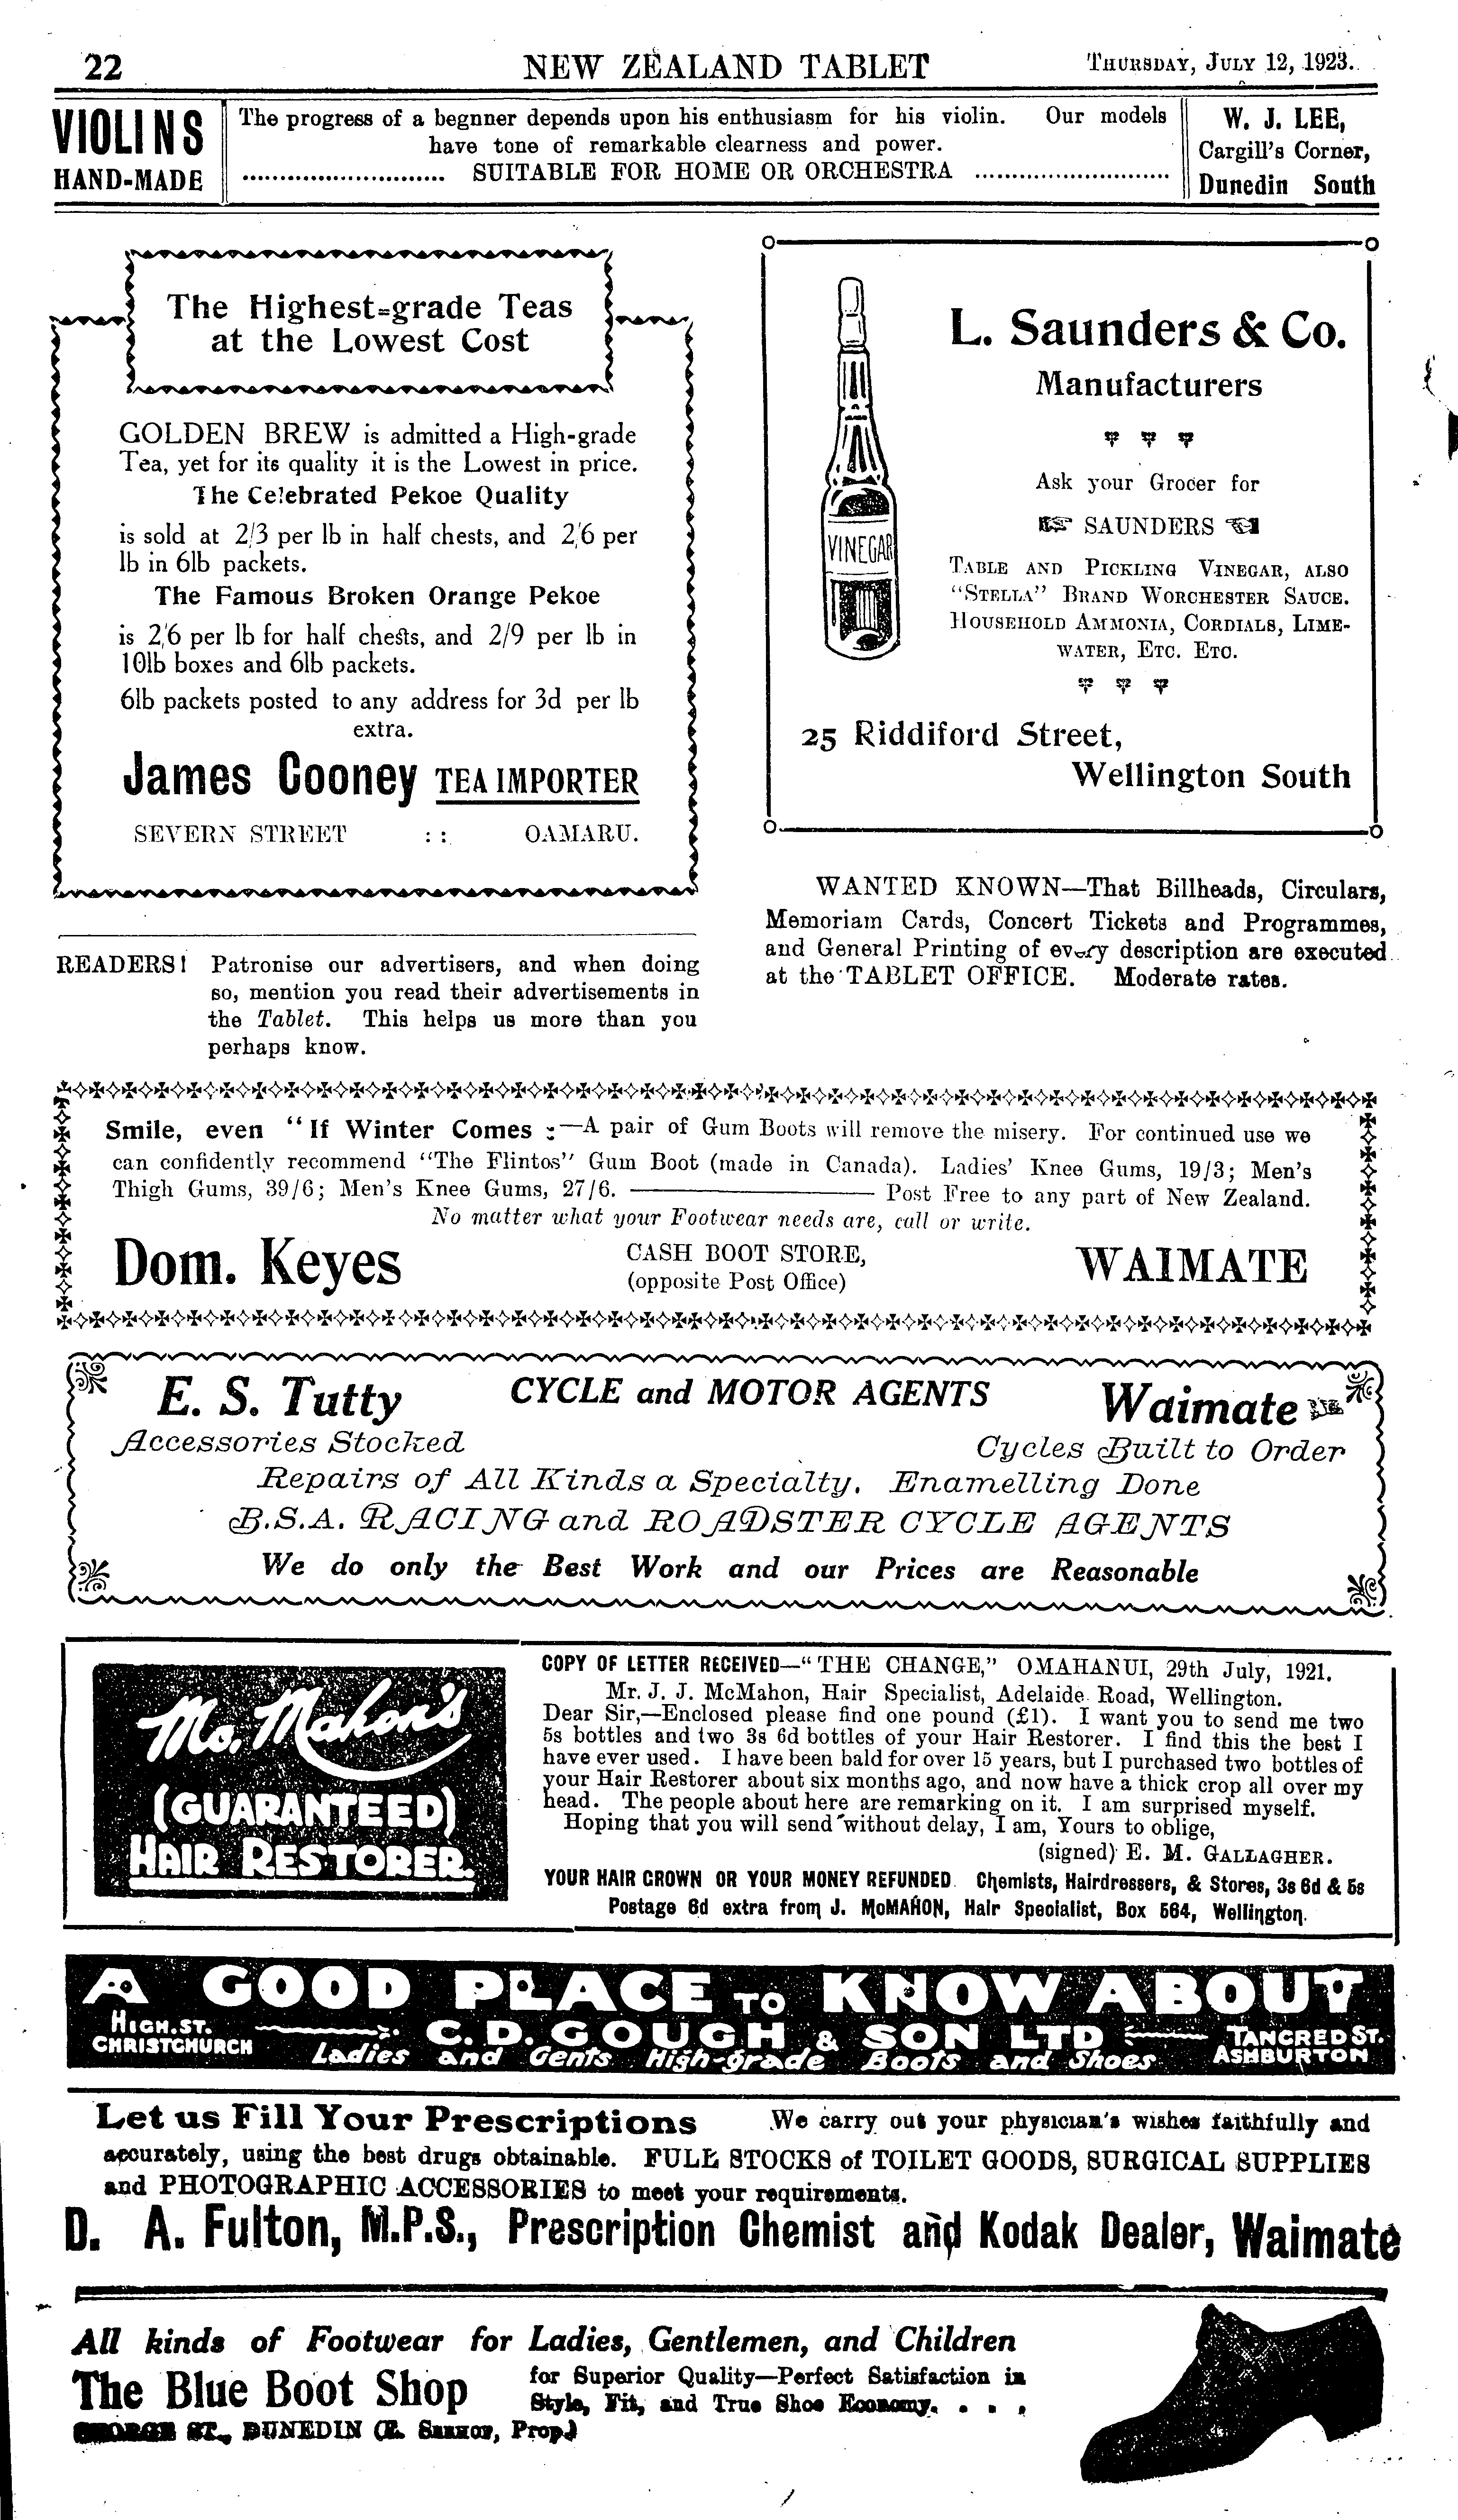 22
NEW ZEALAND TABLET
THURSDAY, JULY 12, 1923.
VIOLINS
HAND-MADE
The progress of a begnner depends upon his enthusiasm for his violin. Our models
have tone of remarkable clearness and power.
SUITABLE FOR HOME OR ORCHESTRA
W. J. LEE,
Cargill's Corner,
Dunedin South
The Highest-grade Teas
at the Lowest Cost
GOLDEN BREW is admitted a High-grade
Tea, yet for its quality it is the Lowest in price.
The Celebrated Pekoe Quality
is sold at 2/3 per lb in half chests, and 2/6 per
lb in 6lb packets.
The Famous Broken Orange Pekoe
is 2/6 per lb for half chests, and 2/9 per lb in
10lb boxes and 6lb packets.
6lb packets posted to any address for 3d per lb
extra.
James Cooney TEA IMPORTER
SEVERN STREET :: OAMARU.
READERS! Patronise our advertisers, and when doing
so, mention you read their advertisements in
the Tablet. This helps us more than you
perhaps know.
VINEGAR
L. Saunders & Co.
Manufacturers
Ask your Grocer for
SAUNDERS
TABLE AND PICKLING VINEGAR, ALSO
"STELLA" BRAND WORCHESTER SAUCE.
HOUSEHOLD AMMONIA, CORDIALS, LIME-
WATER, ETC. ETC.
25 Riddiford Street,
Wellington South
WANTED KNOWN—That Billheads, Circulars,
Memoriam Cards, Concert Tickets and Programmes,
and General Printing of every description are executed
at the TABLET OFFICE. Moderate rates.
Smile, even "If Winter Comes :—A pair of Gum Boots will remove the misery. For continued use we
can confidently recommend "The Flintos" Gum Boot (made in Canada). Ladies' Knee Gums, 19/3; Men's
Thigh Gums, 39/6; Men's Knee Gums, 27/6. ———— Post Free to any part of New Zealand.
No matter what your Footwear needs are, call or write.
Dom. Keyes
CASH BOOT STORE,
(opposite Post Office)
WAIMATE
E. S. Tutty CYCLE and MOTOR AGENTS Waimate
Accessories Stocked Cycles Built to Order
Repairs of All Kinds a Specialty. Enamelling Done
B.S.A. RACING and ROADSTER CYCLE AGENTS
We do only the Best Work and our Prices are Reasonable
Mc. Mahon's
(GUARANTEED)
HAIR RESTORER.
COPY OF LETTER RECEIVED—"THE CHANGE," OMAHANUI, 29th July, 1921.
Mr. J. J. McMahon, Hair Specialist, Adelaide Road, Wellington.
Dear Sir,—Enclosed please find one pound (£1). I want you to send me two
5s bottles and two 3s 6d bottles of your Hair Restorer. I find this the best I
have ever used. I have been bald for over 15 years, but I purchased two bottles of
your Hair Restorer about six months ago, and now have a thick crop all over my
head. The people about here are remarking on it. I am surprised myself.
Hoping that you will send without delay, I am, Yours to oblige,
(signed) E. M. GALLAGHER.
YOUR HAIR GROWN OR YOUR MONEY REFUNDED Chemists, Hairdressers, & Stores, 3s 6d & 5s
Postage 6d extra from J. McMAHON, Hair Specialist, Box 564, Wellington.
A GOOD PLACE TO KNOW ABOUT
HIGH.ST.
CHRISTCHURCH
C. D. GOUGH & SON LTD
Ladies and Gents High-grade Boots and Shoes
TANCRED ST.
ASHBURTON
Let us Fill Your Prescriptions We carry out your physician's wishes faithfully and
accurately, using the best drugs obtainable. FULL STOCKS of TOILET GOODS, SURGICAL SUPPLIES
and PHOTOGRAPHIC ACCESSORIES to meet your requirements.
D. A. Fulton, M.P.S., Prescription Chemist and Kodak Dealer, Waimate
All kinds of Footwear for Ladies, Gentlemen, and Children
The Blue Boot Shop
for Superior Quality—Perfect Satisfaction in
Style, Fit, and True Shoe Economy. . . .
GEORGE ST., DUNEDIN Prop.)